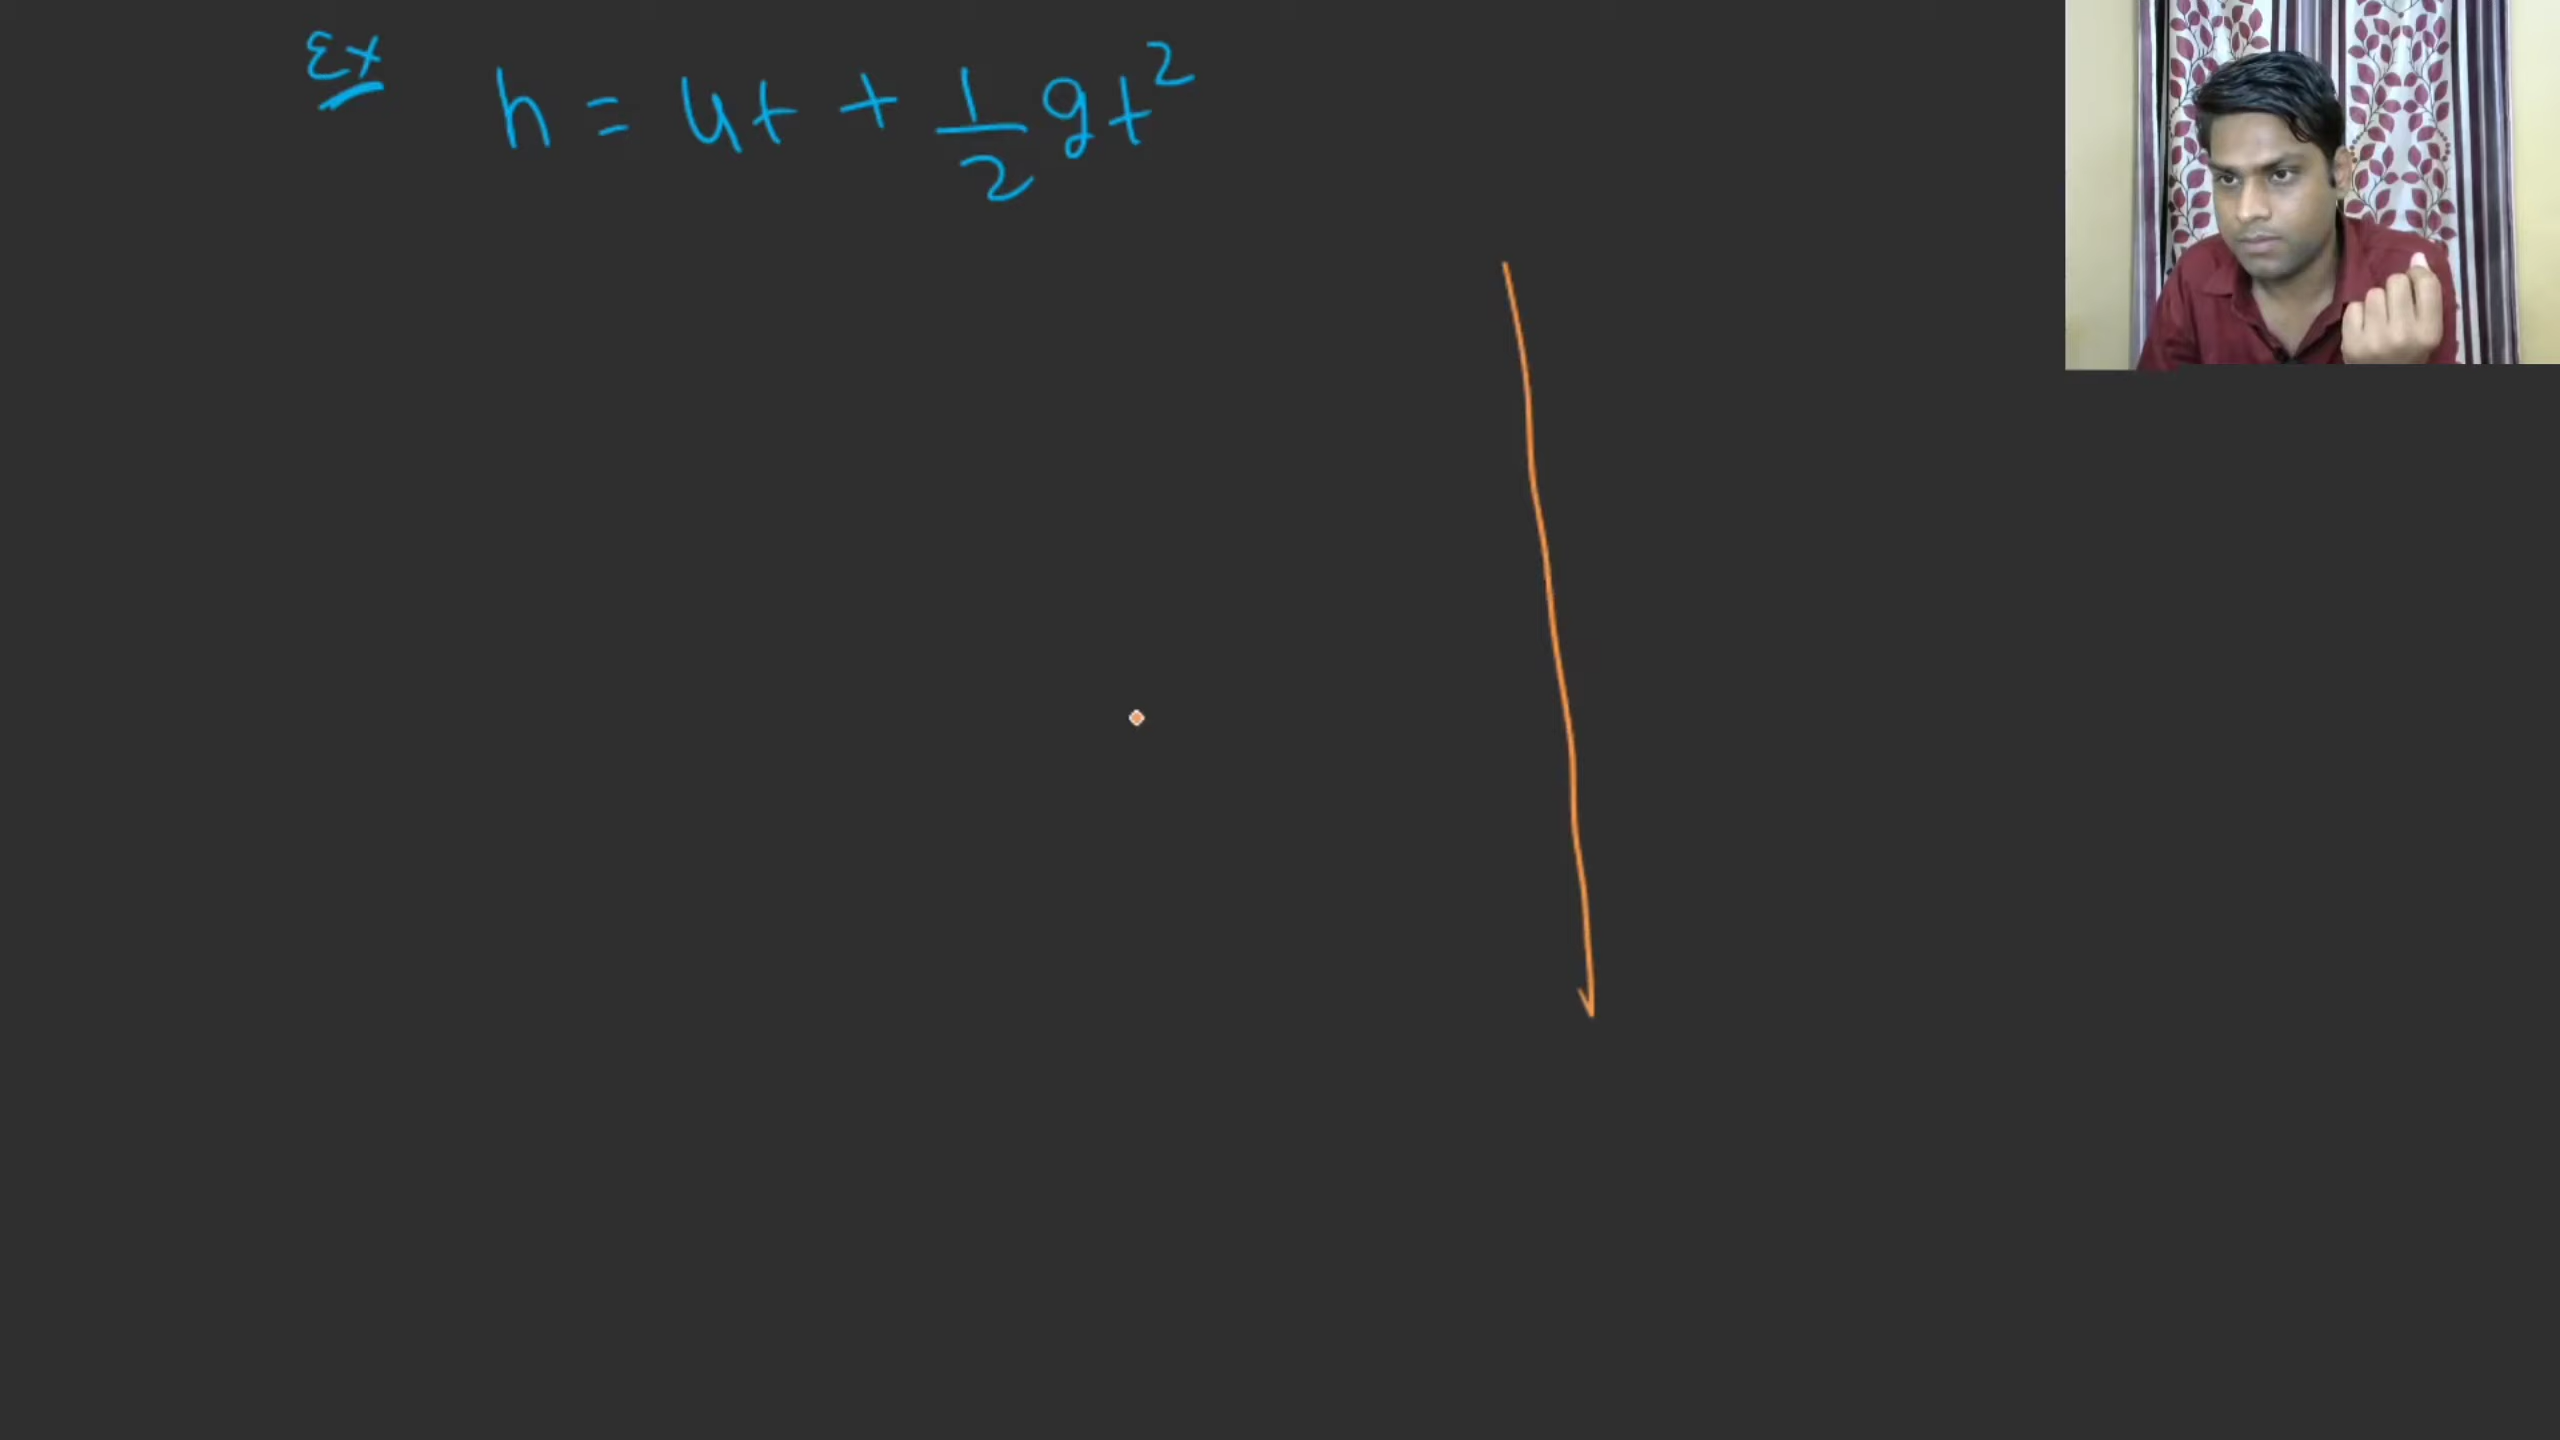 Ex
h = ut + 1/2 gt²